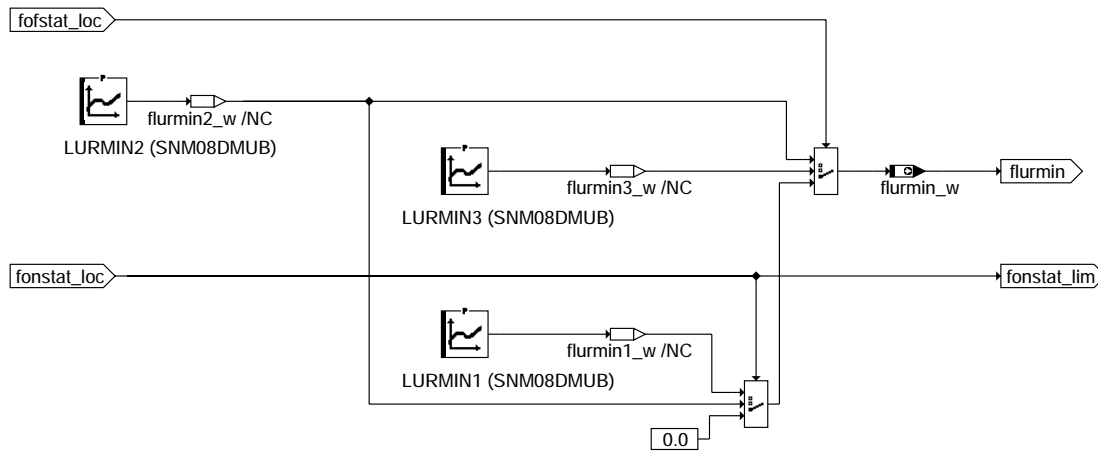 fofstat_loc
flurmin2_w /NC
LURMIN2 (SNM08DMUB)
flurmin3_w /NC
LURMIN3 (SNM08DMUB)
flurmin_w
flurmin
fonstat_loc
fonstat_lim
flurmin1_w /NC
LURMIN1 (SNM08DMUB)
0.0